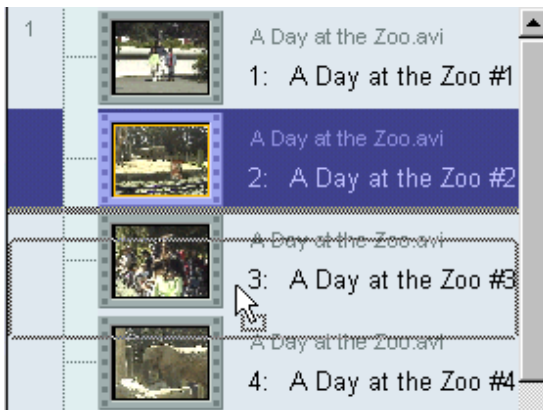 1
A Day at the Zoo.avi
1: A Day at the Zoo #1
A Day at the Zoo.avi
2: A Day at the Zoo #2
A Day at the Zoo.avi
3: A Day at the Zoo #3
A Day at the Zoo.avi
4: A Day at the Zoo #4